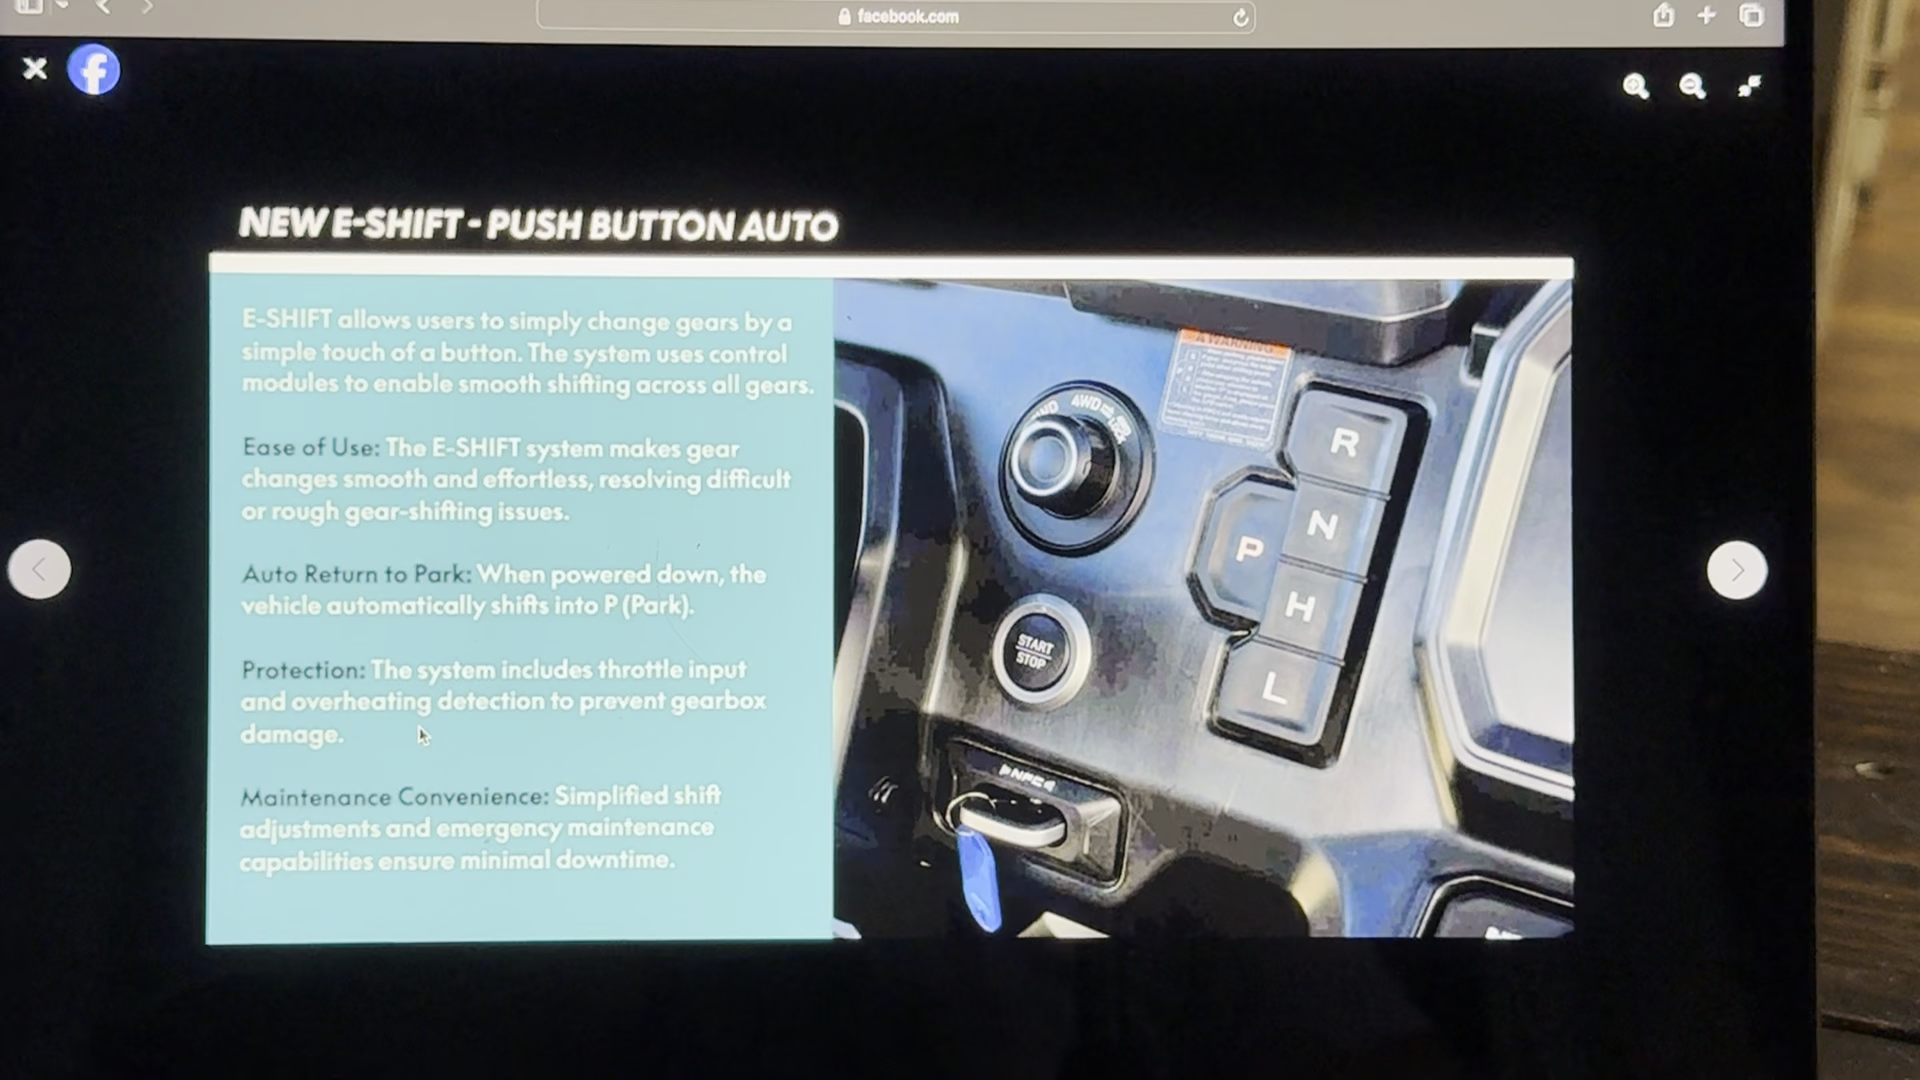 facebook.com
NEW E-SHIFT - PUSH BUTTON AUTO
E-SHIFT allows users to simply change gears by a
simple touch of a button. The system uses control
modules to enable smooth shifting across all gears.
Ease of Use: The E-SHIFT system makes gear
changes smooth and effortless, resolving difficult
or rough gear-shifting issues.
Auto Return to Park: When powered down, the
vehicle automatically shifts into P (Park).
Protection: The system includes throttle input
and overheating detection to prevent gearbox
damage.
Maintenance Convenience: Simplified shift
adjustments and emergency maintenance
capabilities ensure minimal downtime.
WARNING
4WD
R
N
P
H
L
START
STOP
NFC